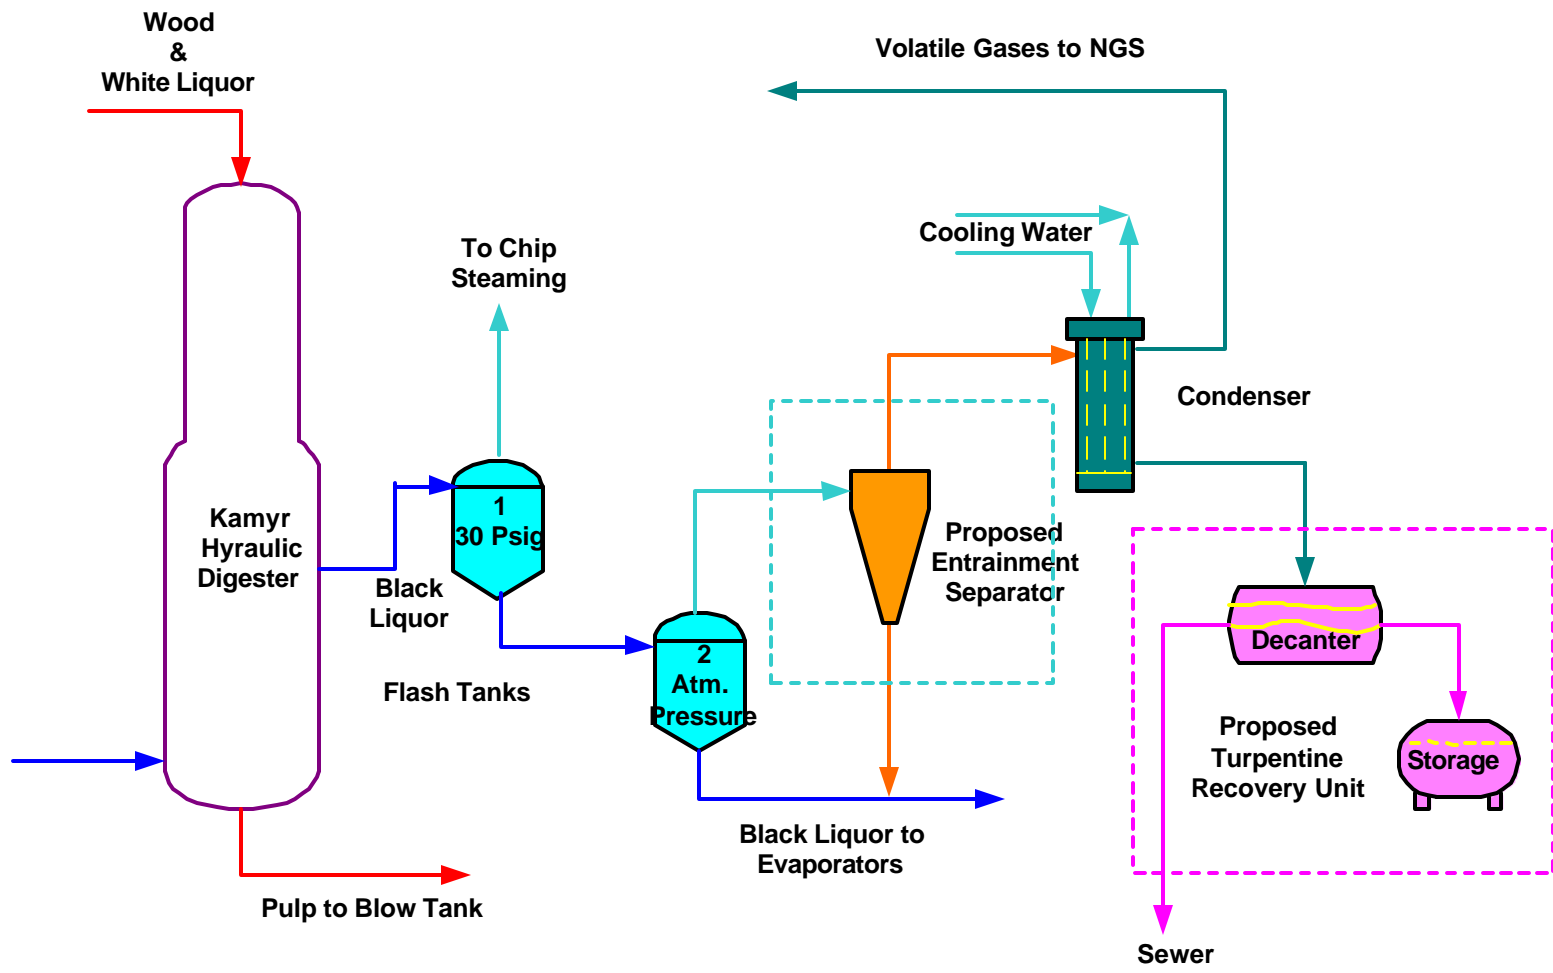 Wood
&
White Liquor
Volatile Gases to NGS
Cooling Water
To Chip
Steaming
Condenser
1
30 Psig
Kamyr
Hyraulic
Digester
Proposed
Entrainment
Separator
Black
Liquor
Decanter
2
Atm.
Pressure
Flash Tanks
Proposed
Turpentine
Recovery Unit
Storage
Black Liquor to
Evaporators
Pulp to Blow Tank
Sewer